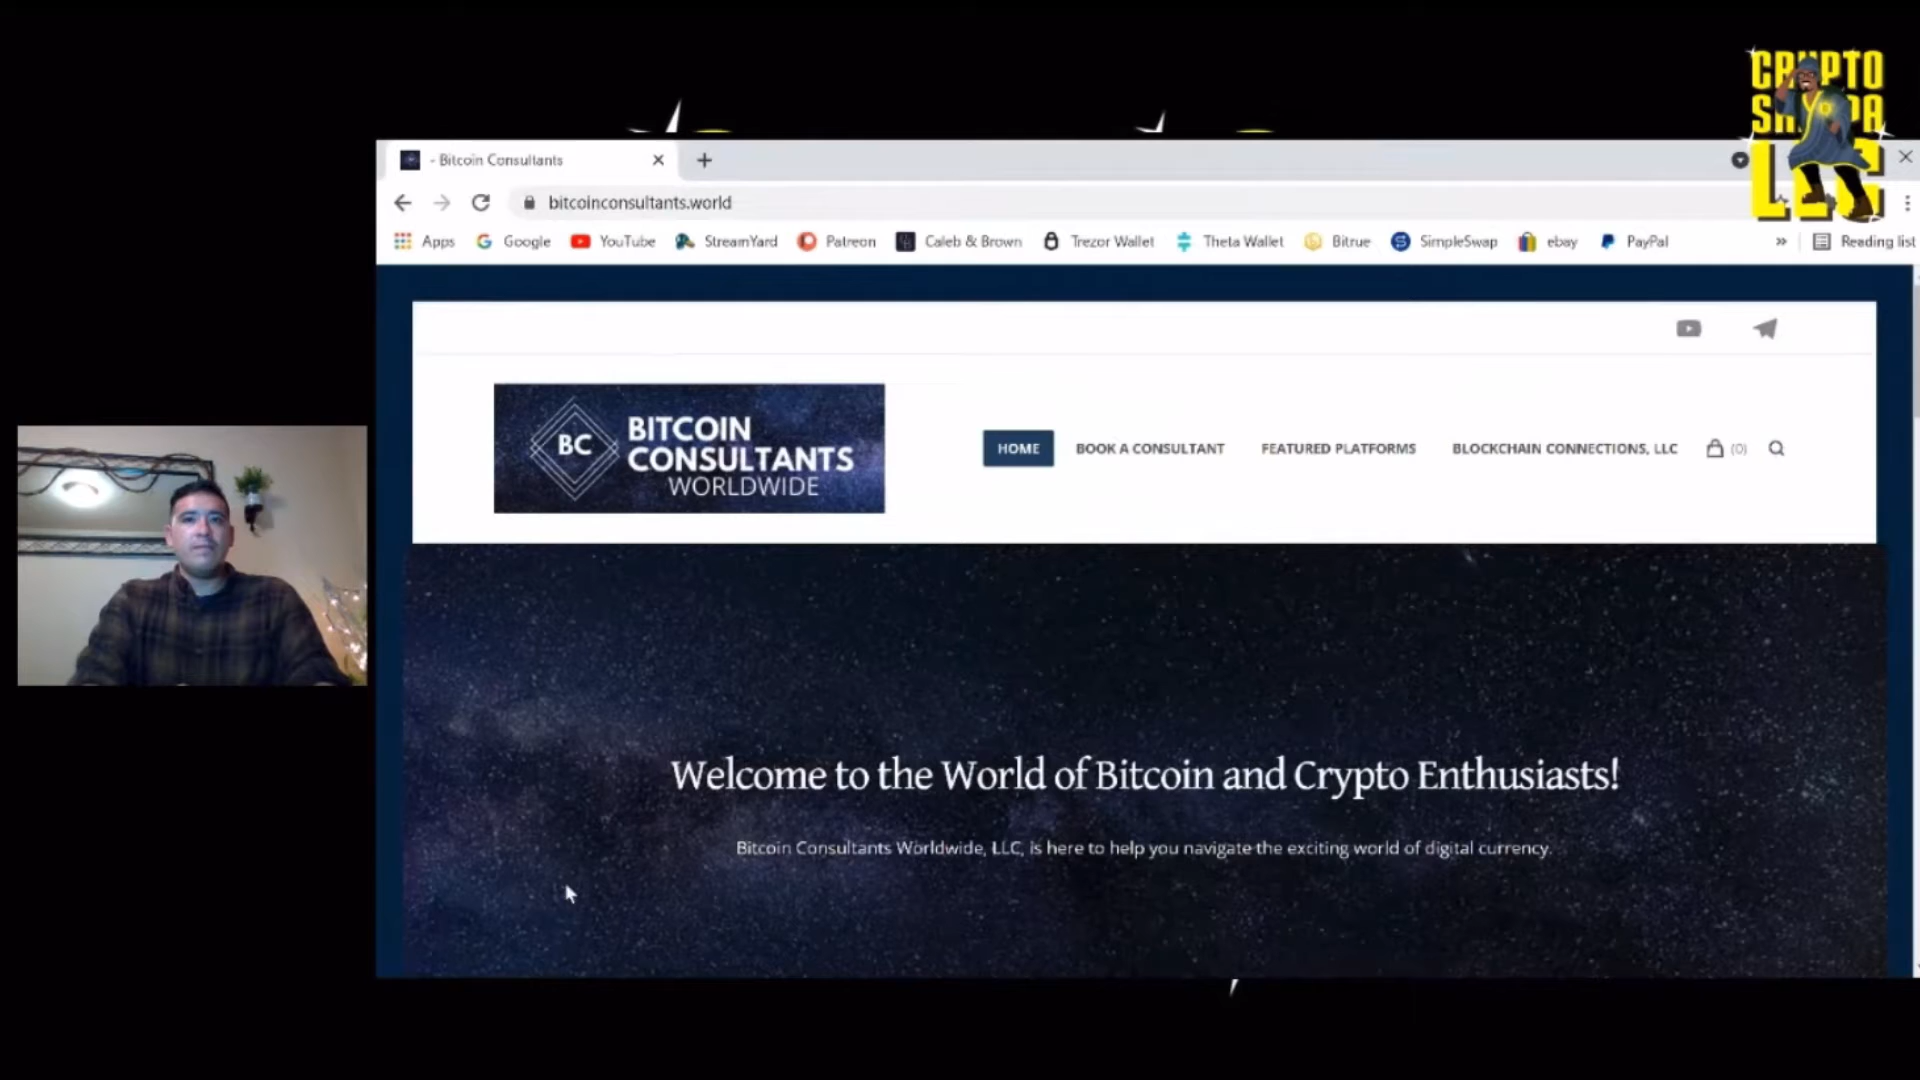 CRYPTO
LLC
- Bitcoin Consultants
bitcoinconsultants.world
Apps Google YouTube StreamYard Patreon Caleb & Brown Trezor Wallet Theta Wallet Bitrue SimpleSwap ebay PayPal » Reading list
BC BITCOIN
CONSULTANTS
WORLDWIDE
HOME BOOK A CONSULTANT FEATURED PLATFORMS BLOCKCHAIN CONNECTIONS, LLC (0)
Welcome to the World of Bitcoin and Crypto Enthusiasts!
Bitcoin Consultants Worldwide, LLC, is here to help you navigate the exciting world of digital currency.